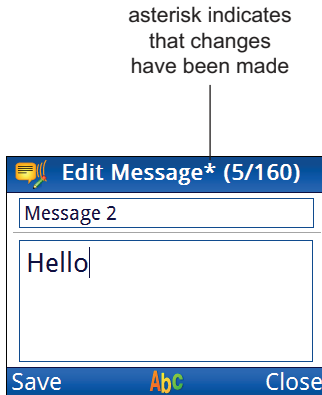 asterisk indicates
that changes
have been made
Edit Message* (5/160)
Message 2
Hello
Save Abc Close